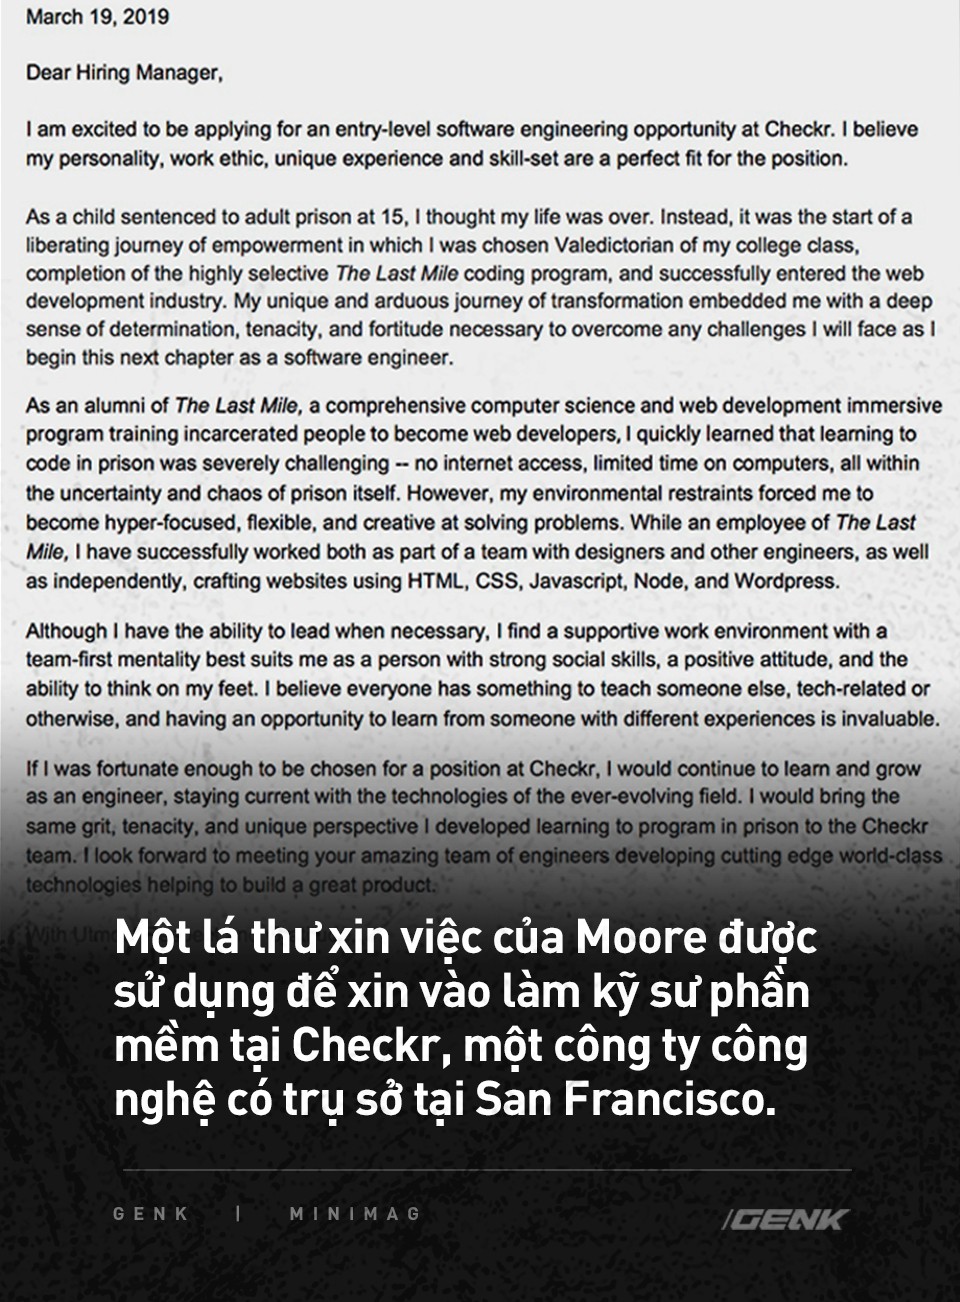 March 19, 2019
Dear Hiring Manager,
I am excited to be applying for an entry-level software engineering opportunity at Checkr. I believe
my personality, work ethic, unique experience and skill-set are a perfect fit for the position.
As a child sentenced to adult prison at 15, I thought my life was over. Instead, it was the start of a
liberating journey of empowerment in which I was chosen Valedictorian of my college class,
completion of the highly selective The Last Mile coding program, and successfully entered the web
development industry. My unique and arduous journey of transformation embedded me with a deep
sense of determination, tenacity, and fortitude necessary to overcome any challenges I will face as I
begin this next chapter as a software engineer.
As an alumni of The Last Mile, a comprehensive computer science and web development immersive
program training incarcerated people to become web developers, I quickly learned that learning to
code in prison was severely challenging -- no internet access, limited time on computers, all within
the uncertainty and chaos of prison itself. However, my environmental restraints forced me to
become hyper-focused, flexible, and creative at solving problems. While an employee of The Last
Mile, I have successfully worked both as part of a team with designers and other engineers, as well
as independently, crafting websites using HTML, CSS, Javascript, Node, and Wordpress.
Although I have the ability to lead when necessary, I find a supportive work environment with a
team-first mentality best suits me as a person with strong social skills, a positive attitude, and the
ability to think on my feet. I believe everyone has something to teach someone else, tech-related or
otherwise, and having an opportunity to learn from someone with different experiences is invaluable.
If I was fortunate enough to be chosen for a position at Checkr, I would continue to learn and grow
as an engineer, staying current with the technologies of the ever-evolving field. I would bring the
same grit, tenacity, and unique perspective I developed learning to program in prison to the Checkr
team. I look forward to meeting your amazing team of engineers developing cutting edge world-class
technologies helping to build a great product.
Một lá thư xin việc của Moore được
sử dụng để xin vào làm kỹ sư phần
mềm tại Checkr, một công ty công
nghệ có trụ sở tại San Francisco.
GENK | MINIMAG
GENK